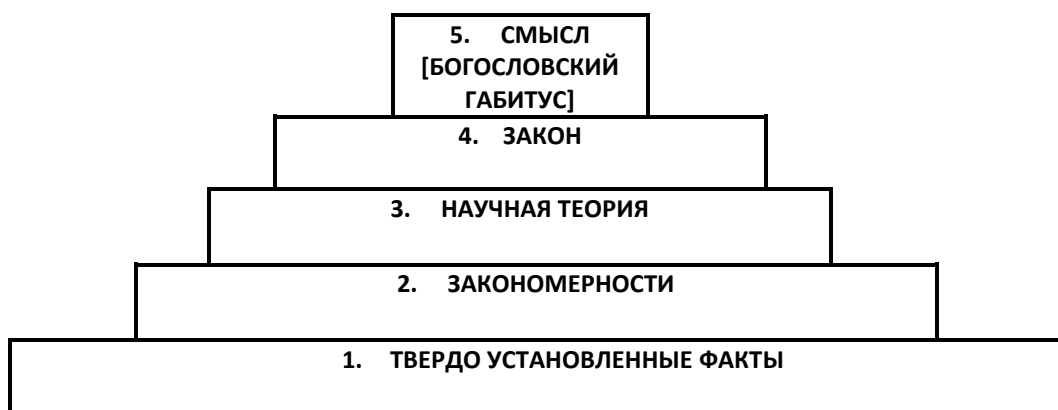 5. СМЫСЛ
[БОГОСЛОВСКИЙ
ГАБИТУС]
4. ЗАКОН
3. НАУЧНАЯ ТЕОРИЯ
2. ЗАКОНОМЕРНОСТИ
1. ТВЕРДО УСТАНОВЛЕННЫЕ ФАКТЫ